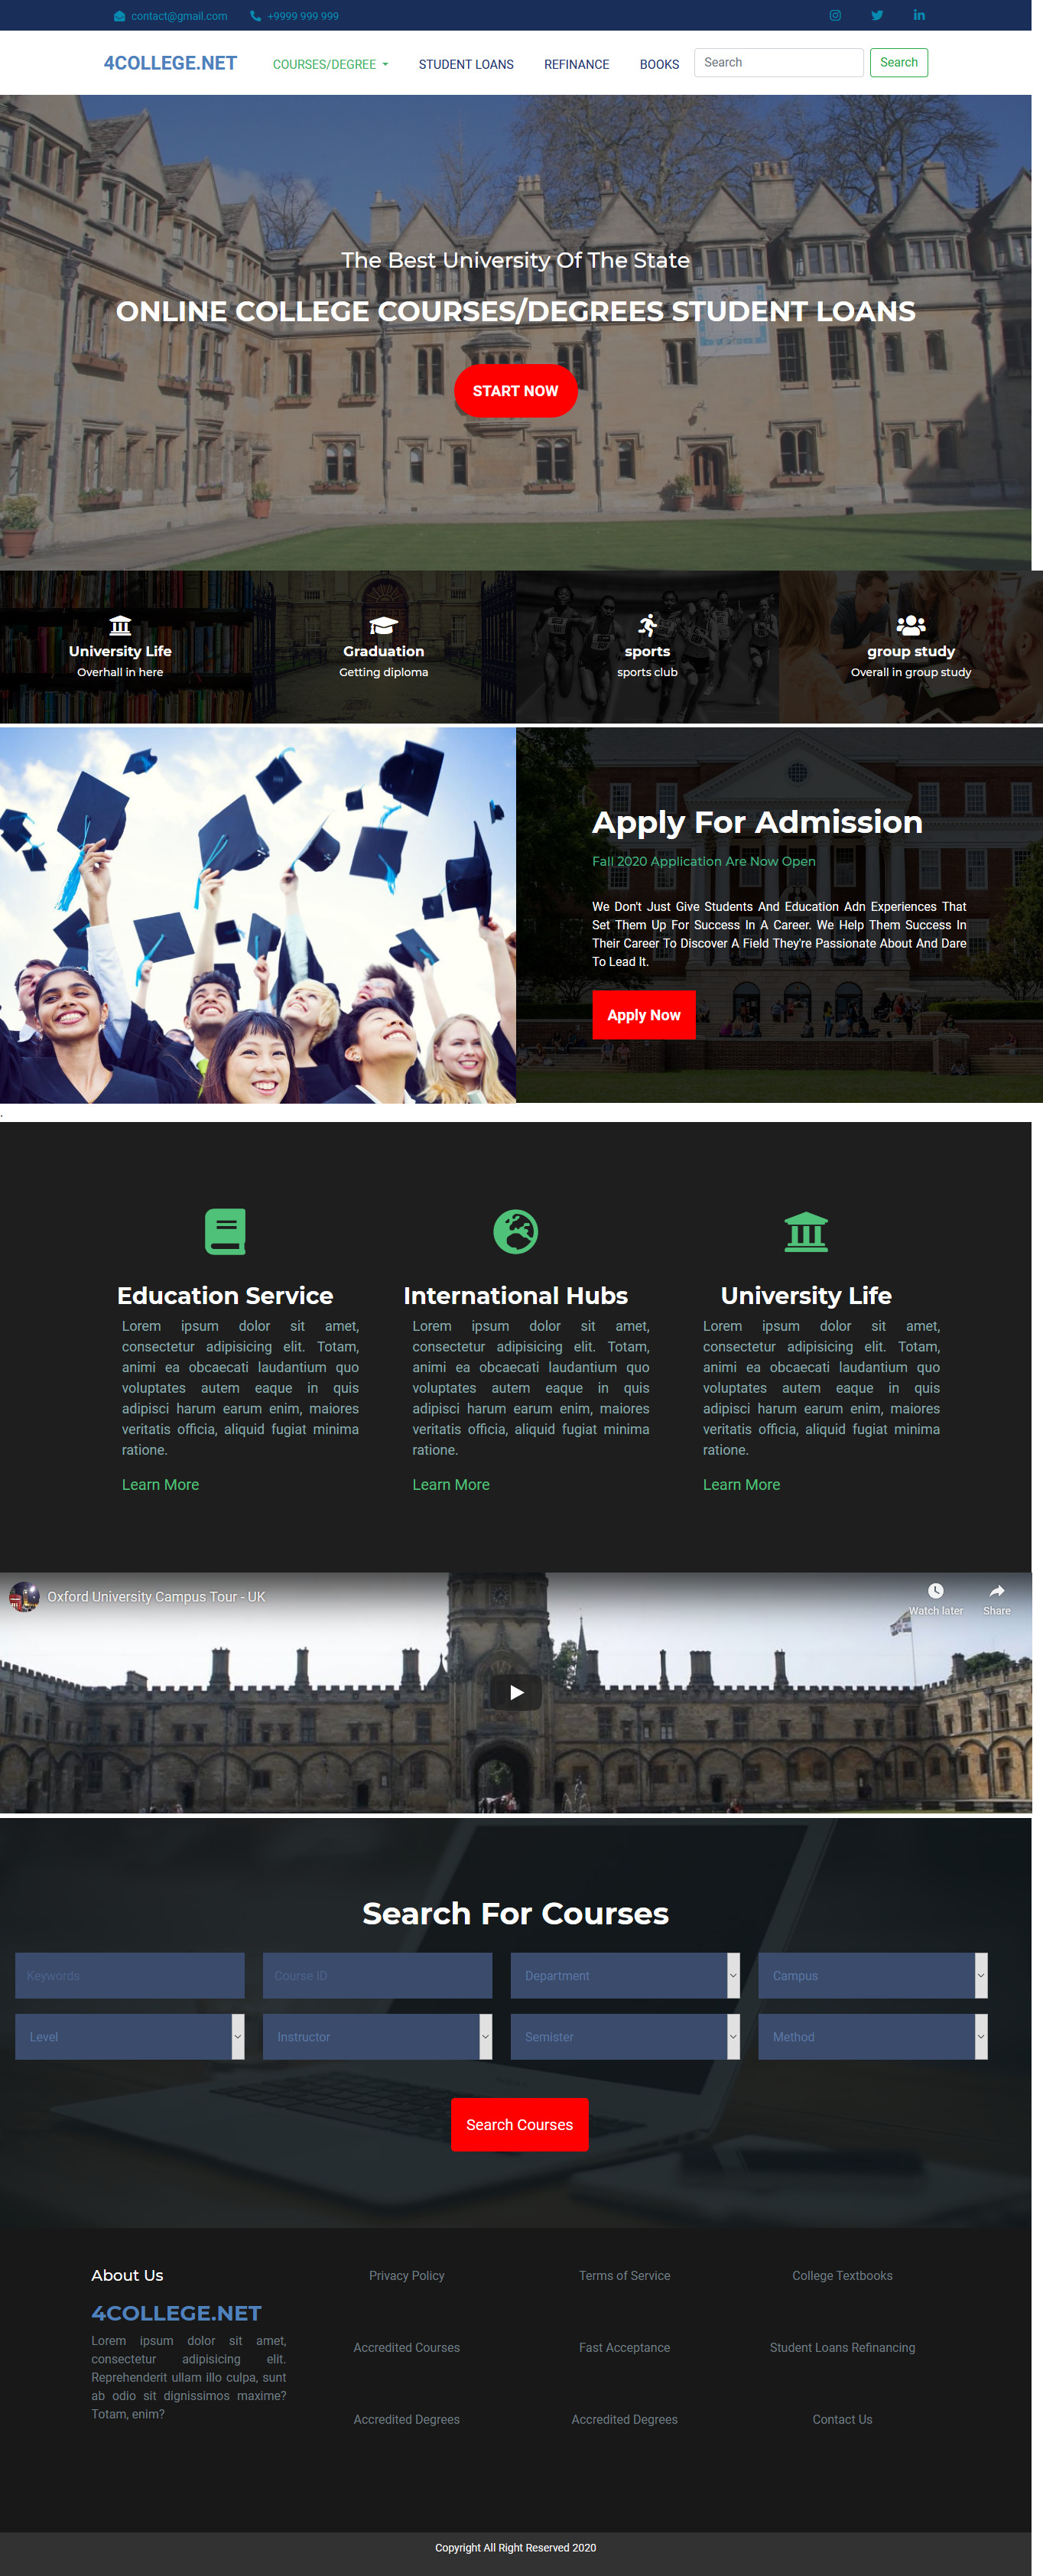 contact@gmail.com +9999 999 999
4COLLEGE.NET COURSES/DEGREE STUDENT LOANS REFINANCE BOOKS Search Search
The Best University Of The State
ONLINE COLLEGE COURSES/DEGREES STUDENT LOANS
START NOW
University Life
Overhall in here
Graduation
Getting diploma
sports
sports club
group study
Overall in group study
Apply For Admission
Fall 2020 Application Are Now Open
We Don't Just Give Students And Education Adn Experiences That
Set Them Up For Success In A Career. We Help Them Success In
Their Career To Discover A Field They're Passionate About And Dare
To Lead It.
Apply Now
.
Education Service
Lorem ipsum dolor sit amet,
consectetur adipisicing elit. Totam,
animi ea obcaecati laudantium quo
voluptates autem eaque in quis
adipisci harum earum enim, maiores
veritatis officia, aliquid fugiat minima
ratione.
Learn More
International Hubs
Lorem ipsum dolor sit amet,
consectetur adipisicing elit. Totam,
animi ea obcaecati laudantium quo
voluptates autem eaque in quis
adipisci harum earum enim, maiores
veritatis officia, aliquid fugiat minima
ratione.
Learn More
University Life
Lorem ipsum dolor sit amet,
consectetur adipisicing elit. Totam,
animi ea obcaecati laudantium quo
voluptates autem eaque in quis
adipisci harum earum enim, maiores
veritatis officia, aliquid fugiat minima
ratione.
Learn More
Oxford University Campus Tour - UK
Watch later Share
Search For Courses
Keywords Course ID Department Campus
Level Instructor Semister Method
Search Courses
About Us
4COLLEGE.NET
Lorem ipsum dolor sit amet,
consectetur adipisicing elit.
Reprehenderit ullam illo culpa, sunt
ab odio sit dignissimos maxime?
Totam, enim?
Privacy Policy Terms of Service College Textbooks
Accredited Courses Fast Acceptance Student Loans Refinancing
Accredited Degrees Accredited Degrees Contact Us
Copyright All Right Reserved 2020